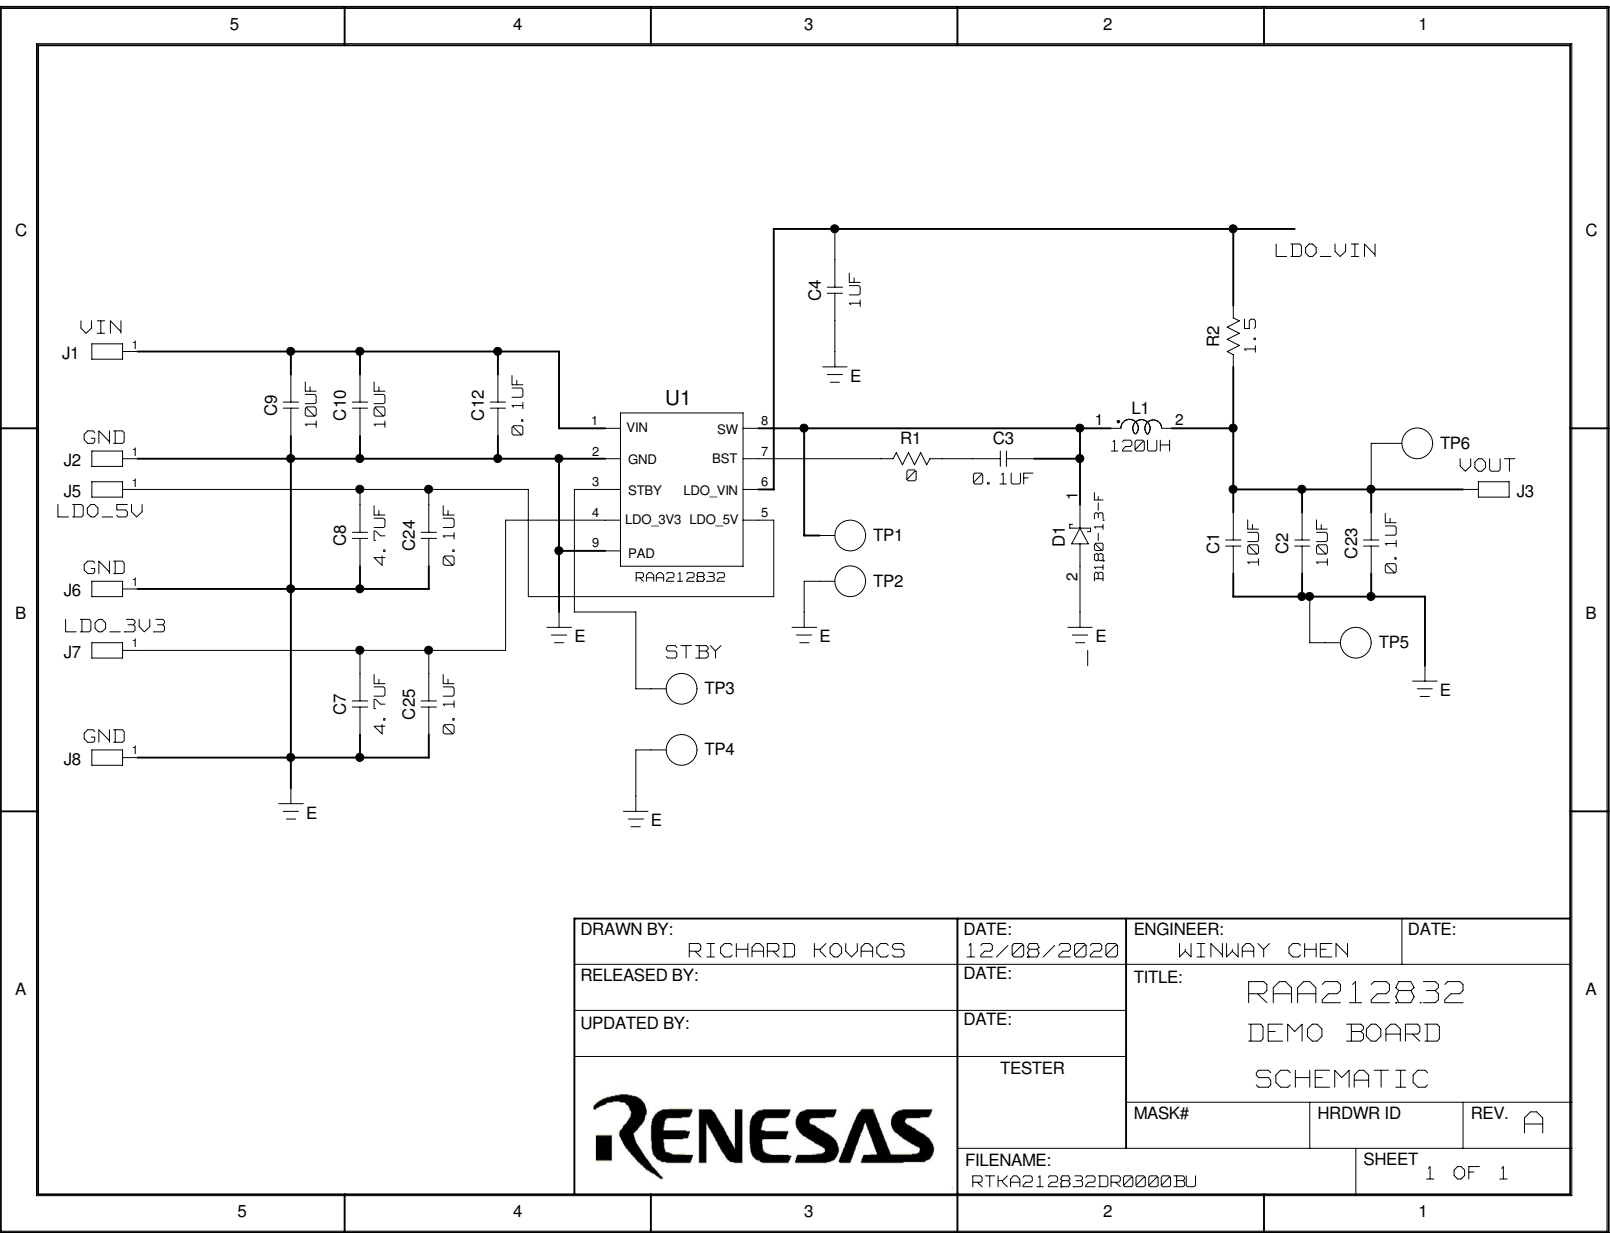 5 4 3 2 1
C C
LDO_VIN
C4 1UF
E
R2 1.5
VIN
J1 1
C9 10UF
C10 10UF
C12 0.1UF
U1
1 VIN SW 8
2 GND BST 7
3 STBY LDO_VIN 6
4 LDO_3V3 LDO_5V 5
9 PAD
RAA212832
GND
J2 1
J5 1
LDO_5V
C8 4.7UF
C24 0.1UF
GND
J6 1
LDO_3V3
J7 1
C7 4.7UF
C25 0.1UF
GND
J8 1
E
E
STBY
TP3
TP4
E
R1
0
C3
0.1UF
TP1
TP2
E
1 L1 2
120UH
1
D1 B180-13-F
2
E
TP6
VOUT
J3
1
C1 10UF
C2 10UF
C23 0.1UF
TP5
E
B B
A A
DRAWN BY:
RICHARD KOVACS
DATE:
12/08/2020
ENGINEER:
WINWAY CHEN
DATE:
RELEASED BY:
DATE:
TITLE:
RAA212832
DEMO BOARD
SCHEMATIC
UPDATED BY:
DATE:
TESTER
RENESAS
MASK#
HRDWR ID
REV. A
FILENAME:
RTKA212832DR0000BU
SHEET
1 OF 1
5 4 3 2 1